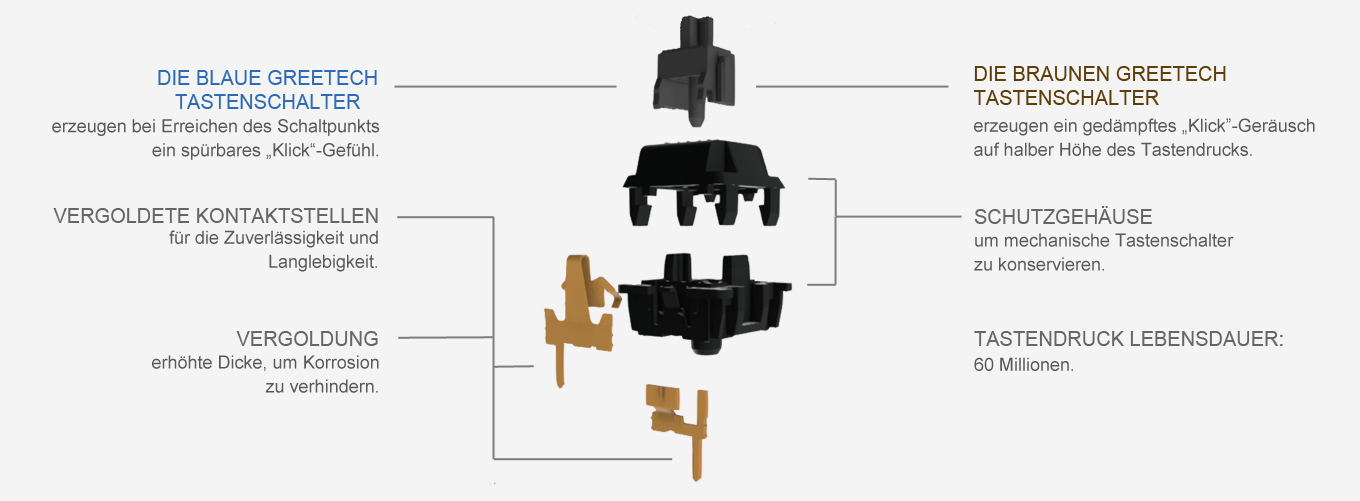 DIE BLAUE GREETECH
TASTENSCHALTER
erzeugen bei Erreichen des Schaltpunkts
ein spürbares „Klick“-Gefühl.
VERGOLDETE KONTAKTSTELLEN
für die Zuverlässigkeit und
Langlebigkeit.
VERGOLDUNG
erhöhte Dicke, um Korrosion
zu verhindern.
DIE BRAUNEN GREETECH
TASTENSCHALTER
erzeugen ein gedämpftes „Klick”-Geräusch
auf halber Höhe des Tastendrucks.
SCHUTZGEHÄUSE
um mechanische Tastenschalter
zu konservieren.
TASTENDRUCK LEBENSDAUER:
60 Millionen.